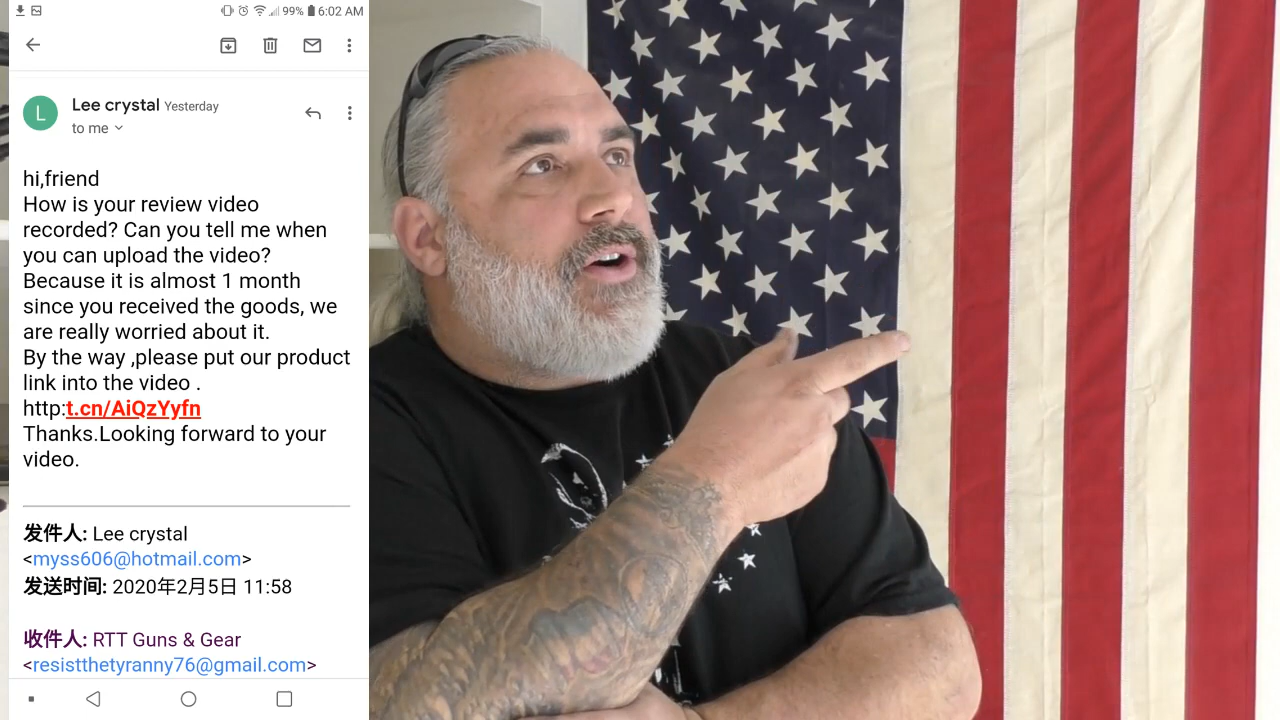 99% 6:02 AM
L
Lee crystal Yesterday
to me
hi,friend
How is your review video
recorded? Can you tell me when
you can upload the video?
Because it is almost 1 month
since you received the goods, we
are really worried about it.
By the way ,please put our product
link into the video .
http:t.cn/AiQzYyfn
Thanks.Looking forward to your
video.
发件人: Lee crystal
<myss606@hotmail.com>
发送时间: 2020年2月5日 11:58
收件人: RTT Guns & Gear
<resistthetyranny76@gmail.com>